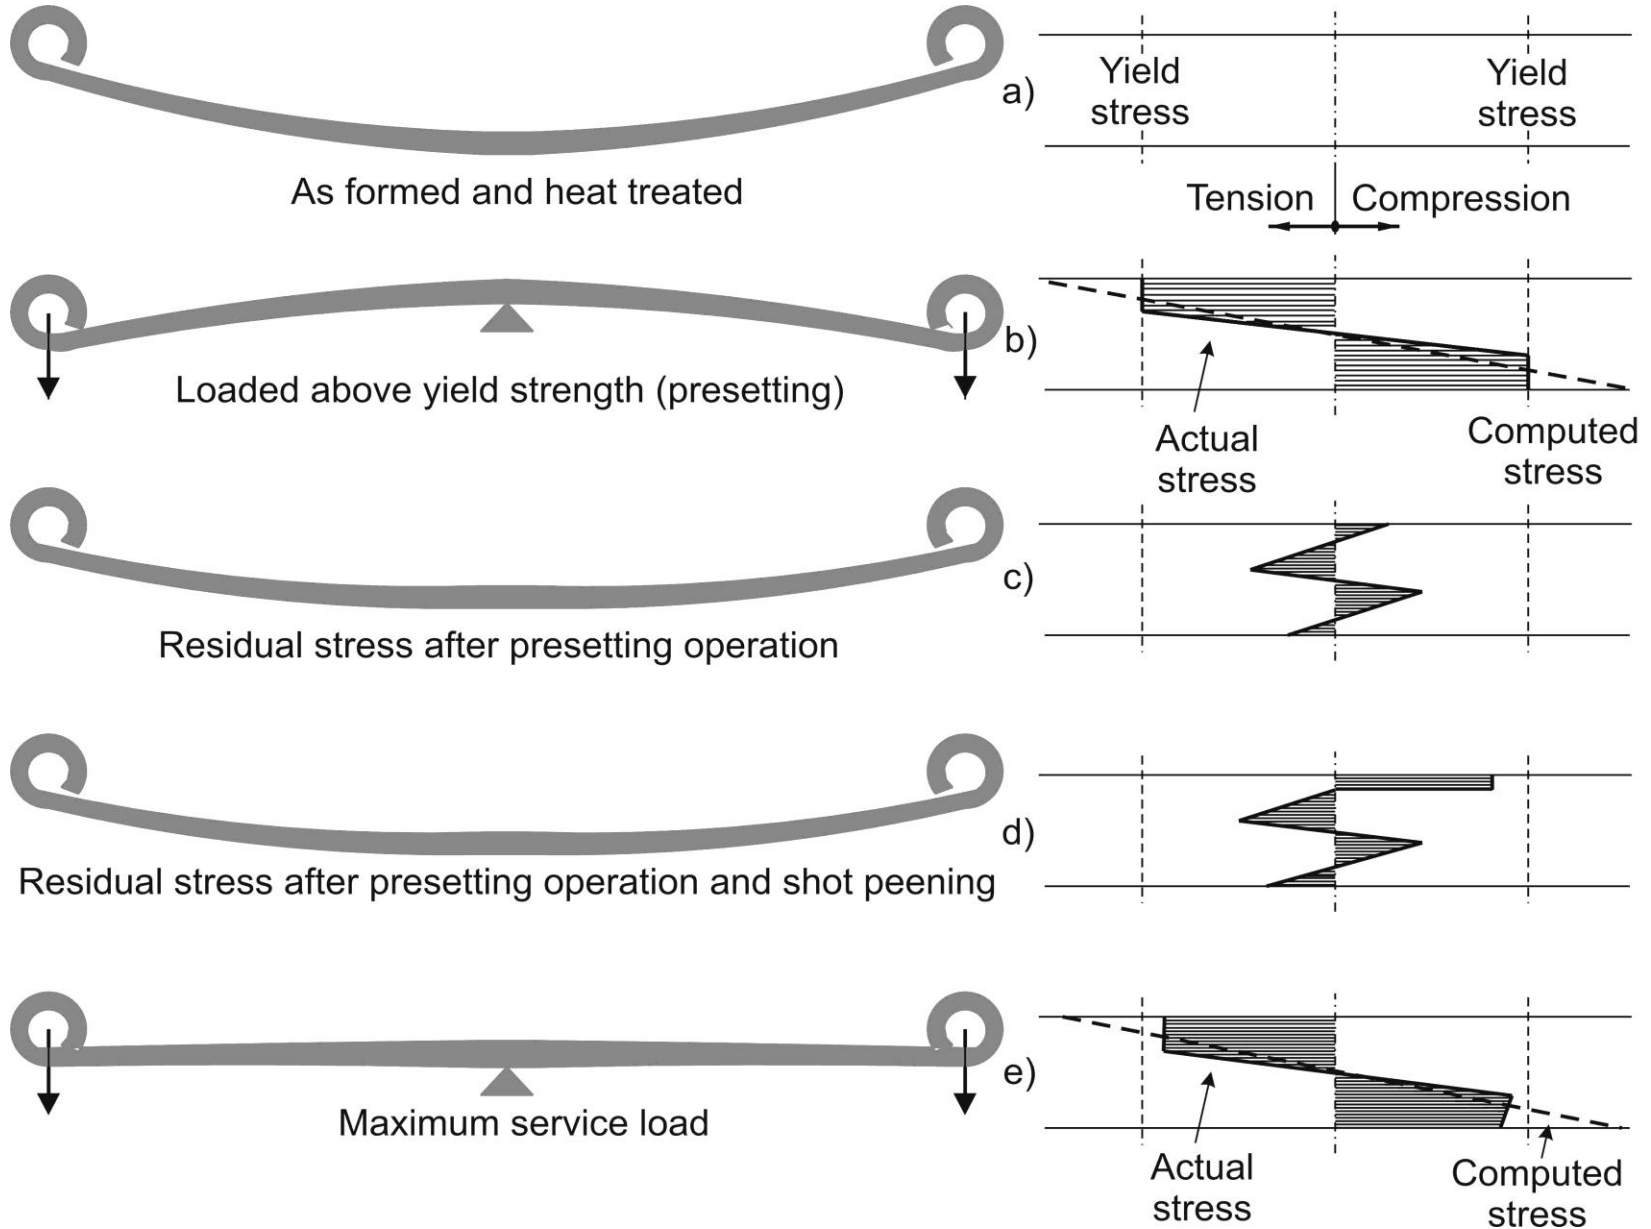 a)
Yield
stress
Yield
stress
As formed and heat treated
Tension
Compression
b)
Loaded above yield strength (presetting)
Actual
stress
Computed
stress
c)
Residual stress after presetting operation
d)
Residual stress after presetting operation and shot peening
e)
Maximum service load
Actual
stress
Computed
stress